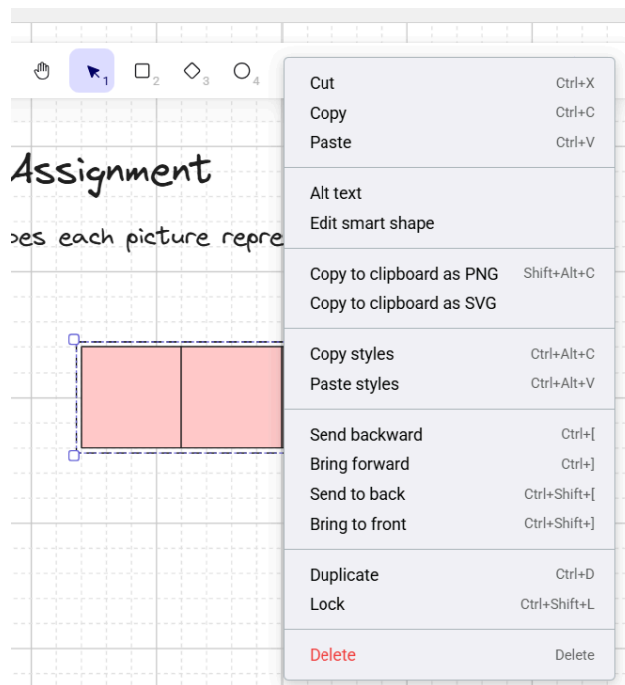 1
2
3
4
Cut Ctrl+X
Copy Ctrl+C
Paste Ctrl+V
Assignment
Alt text
Edit smart shape
oes each picture repre
Copy to clipboard as PNG Shift+Alt+C
Copy to clipboard as SVG
Copy styles Ctrl+Alt+C
Paste styles Ctrl+Alt+V
Send backward Ctrl+[
Bring forward Ctrl+]
Send to back Ctrl+Shift+[
Bring to front Ctrl+Shift+]
Duplicate Ctrl+D
Lock Ctrl+Shift+L
Delete Delete